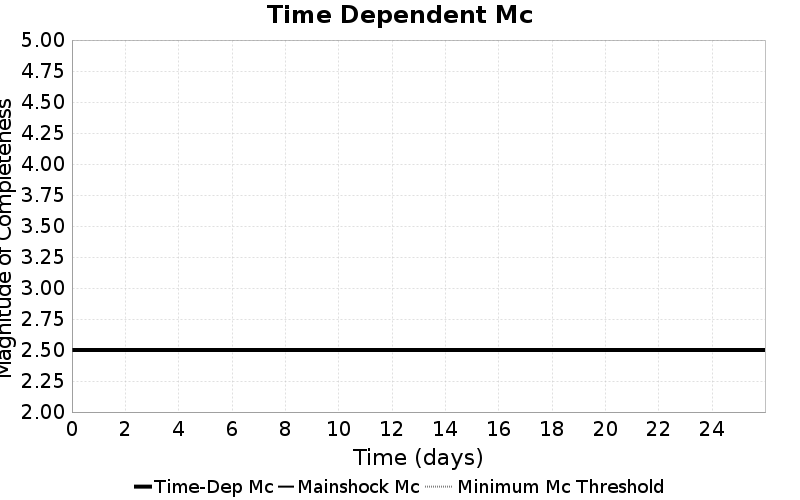 Time Dependent Mc
5.00
4.75
4.50
4.25
4.00
3.75
3.50
3.25
3.00
2.75
2.50
2.25
2.00
Magnitude of Completeness
0 2 4 6 8 10 12 14 16 18 20 22 24
Time (days)
Time-Dep Mc Mainshock Mc Minimum Mc Threshold